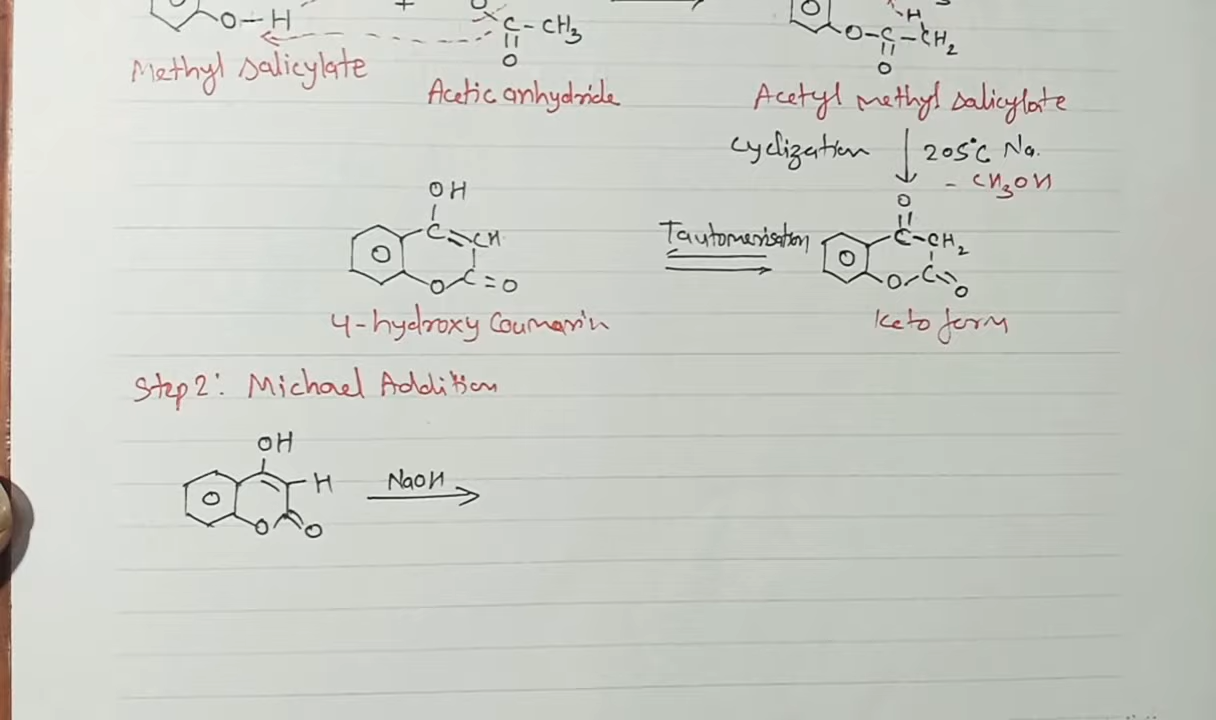 O-H + C-CH3 H
O O-C-CH2
Methyl salicylate O
Acetic anhydride Acetyl methyl salicylate
Cyclization 205°C Na.
- CH3OH
OH O
C=CH Tautomerisation C-CH2
O C=O O C=O
4-hydroxy Coumarin Keto form
Step 2: Michael Addition
OH
H NaOH
O O